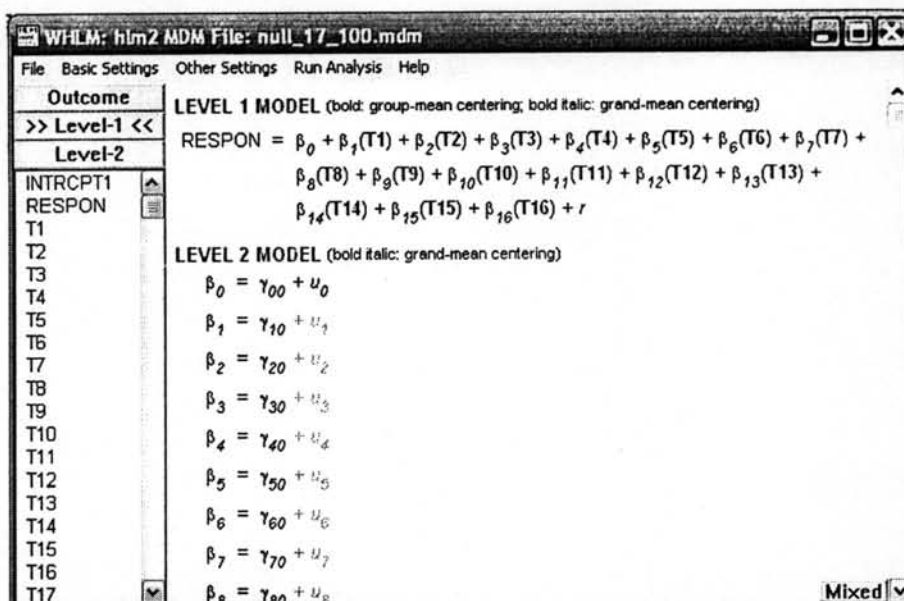 WHLM: hlm2 MDM File: null_17_100.mdm
File Basic Settings Other Settings Run Analysis Help
Outcome
>> Level-1 <<
Level-2
INTRCPT1
RESPON
T1
T2
T3
T4
T5
T6
T7
T8
T9
T10
T11
T12
T13
T14
T15
T16
T17
LEVEL 1 MODEL (bold: group-mean centering; bold italic: grand-mean centering)
RESPON = β0 + β1(T1) + β2(T2) + β3(T3) + β4(T4) + β5(T5) + β6(T6) + β7(T7) +
β8(T8) + β9(T9) + β10(T10) + β11(T11) + β12(T12) + β13(T13) +
β14(T14) + β15(T15) + β16(T16) + r
LEVEL 2 MODEL (bold italic: grand-mean centering)
β0 = γ00 + u0
β1 = γ10 + u1
β2 = γ20 + u2
β3 = γ30 + u3
β4 = γ40 + u4
β5 = γ50 + u5
β6 = γ60 + u6
β7 = γ70 + u7
β8 = γ80 + u8
Mixed